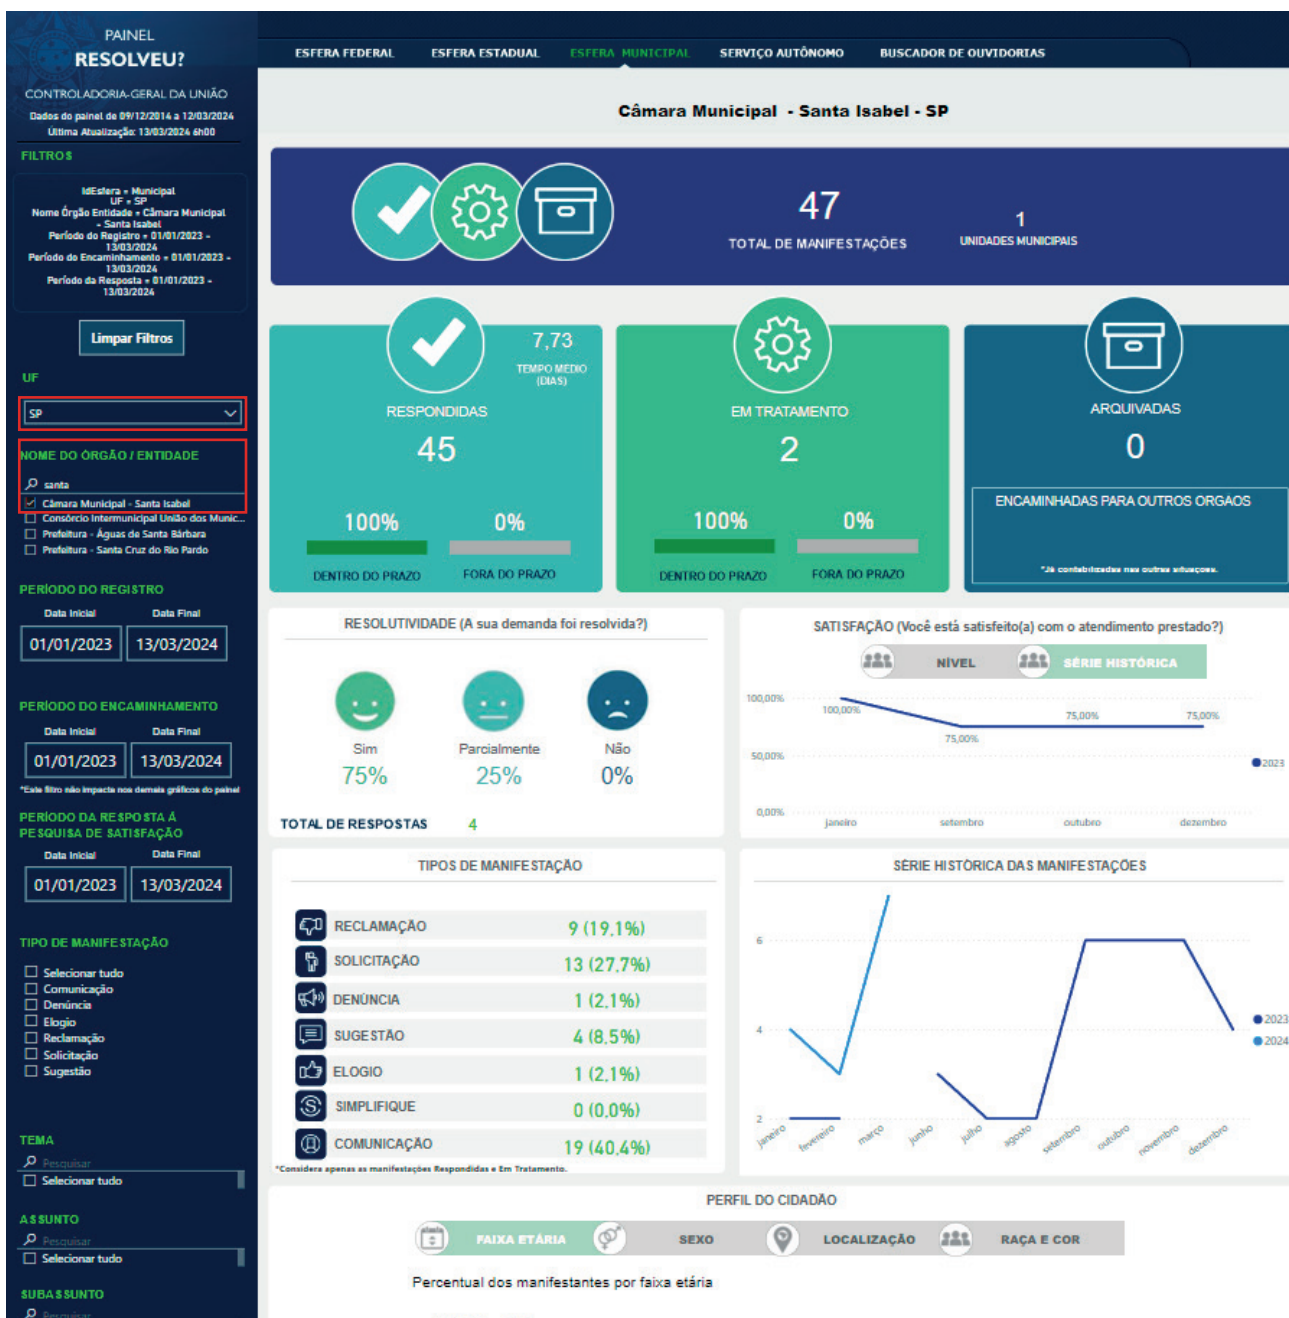 PAINEL
RESOLVEU?
CONTROLADORIA-GERAL DA UNIÃO
Dados do painel de 09/12/2014 a 12/03/2024
Última Atualização: 13/03/2024 6h00
FILTROS
IdEsfera = Municipal
UF = SP
Nome Órgão Entidade = Câmara Municipal
- Santa Isabel
Período do Registro = 01/01/2023 -
13/03/2024
Período do Encaminhamento = 01/01/2023 -
13/03/2024
Período da Resposta = 01/01/2023 -
13/03/2024
Limpar Filtros
UF
SP
NOME DO ÓRGÃO / ENTIDADE
santa
Câmara Municipal - Santa Isabel
Consórcio Intermunicipal União dos Munic...
Prefeitura - Águas de Santa Bárbara
Prefeitura - Santa Cruz do Rio Pardo
PERÍODO DO REGISTRO
Data Inicial Data Final
01/01/2023 13/03/2024
PERÍODO DO ENCAMINHAMENTO
Data Inicial Data Final
01/01/2023 13/03/2024
*Este filtro não impacta nos demais gráficos do painel
PERÍODO DA RESPOSTA Á
PESQUISA DE SATISFAÇÃO
Data Inicial Data Final
01/01/2023 13/03/2024
TIPO DE MANIFESTAÇÃO
Selecionar tudo
Comunicação
Denúncia
Elogio
Reclamação
Solicitação
Sugestão
TEMA
Pesquisar
Selecionar tudo
ASSUNTO
Pesquisar
Selecionar tudo
SUBASSUNTO
Pesquisar
ESFERA FEDERAL ESFERA ESTADUAL ESFERA MUNICIPAL SERVIÇO AUTÔNOMO BUSCADOR DE OUVIDORIAS
Câmara Municipal - Santa Isabel - SP
47
TOTAL DE MANIFESTAÇÕES
1
UNIDADES MUNICIPAIS
7,73
TEMPO MÉDIO
(DIAS)
RESPONDIDAS
45
100% 0%
DENTRO DO PRAZO FORA DO PRAZO
EM TRATAMENTO
2
100% 0%
DENTRO DO PRAZO FORA DO PRAZO
ARQUIVADAS
0
ENCAMINHADAS PARA OUTROS ORGAOS
*Já contabilizadas nas outras situaçoes.
RESOLUTIVIDADE (A sua demanda foi resolvida?)
Sim Parcialmente Não
75% 25% 0%
TOTAL DE RESPOSTAS 4
SATISFAÇÃO (Você está satisfeito(a) com o atendimento prestado?)
NÍVEL SÉRIE HISTÓRICA
100,00%
50,00%
0,00%
100,00% 75,00% 75,00% 75,00%
2023
janeiro setembro outubro dezembro
TIPOS DE MANIFESTAÇÃO
RECLAMAÇÃO 9 (19,1%)
SOLICITAÇÃO 13 (27,7%)
DENÚNCIA 1 (2,1%)
SUGESTÃO 4 (8,5%)
ELOGIO 1 (2,1%)
SIMPLIFIQUE 0 (0,0%)
COMUNICAÇÃO 19 (40,4%)
*Considera apenas as manifestações Respondidas e Em Tratamento.
SÉRIE HISTÓRICA DAS MANIFESTAÇÕES
6
4
2
2023
2024
janeiro fevereiro março junho julho agosto setembro outubro novembro dezembro
PERFIL DO CIDADÃO
FAIXA ETÁRIA SEXO LOCALIZAÇÃO RAÇA E COR
Percentual dos manifestantes por faixa etária